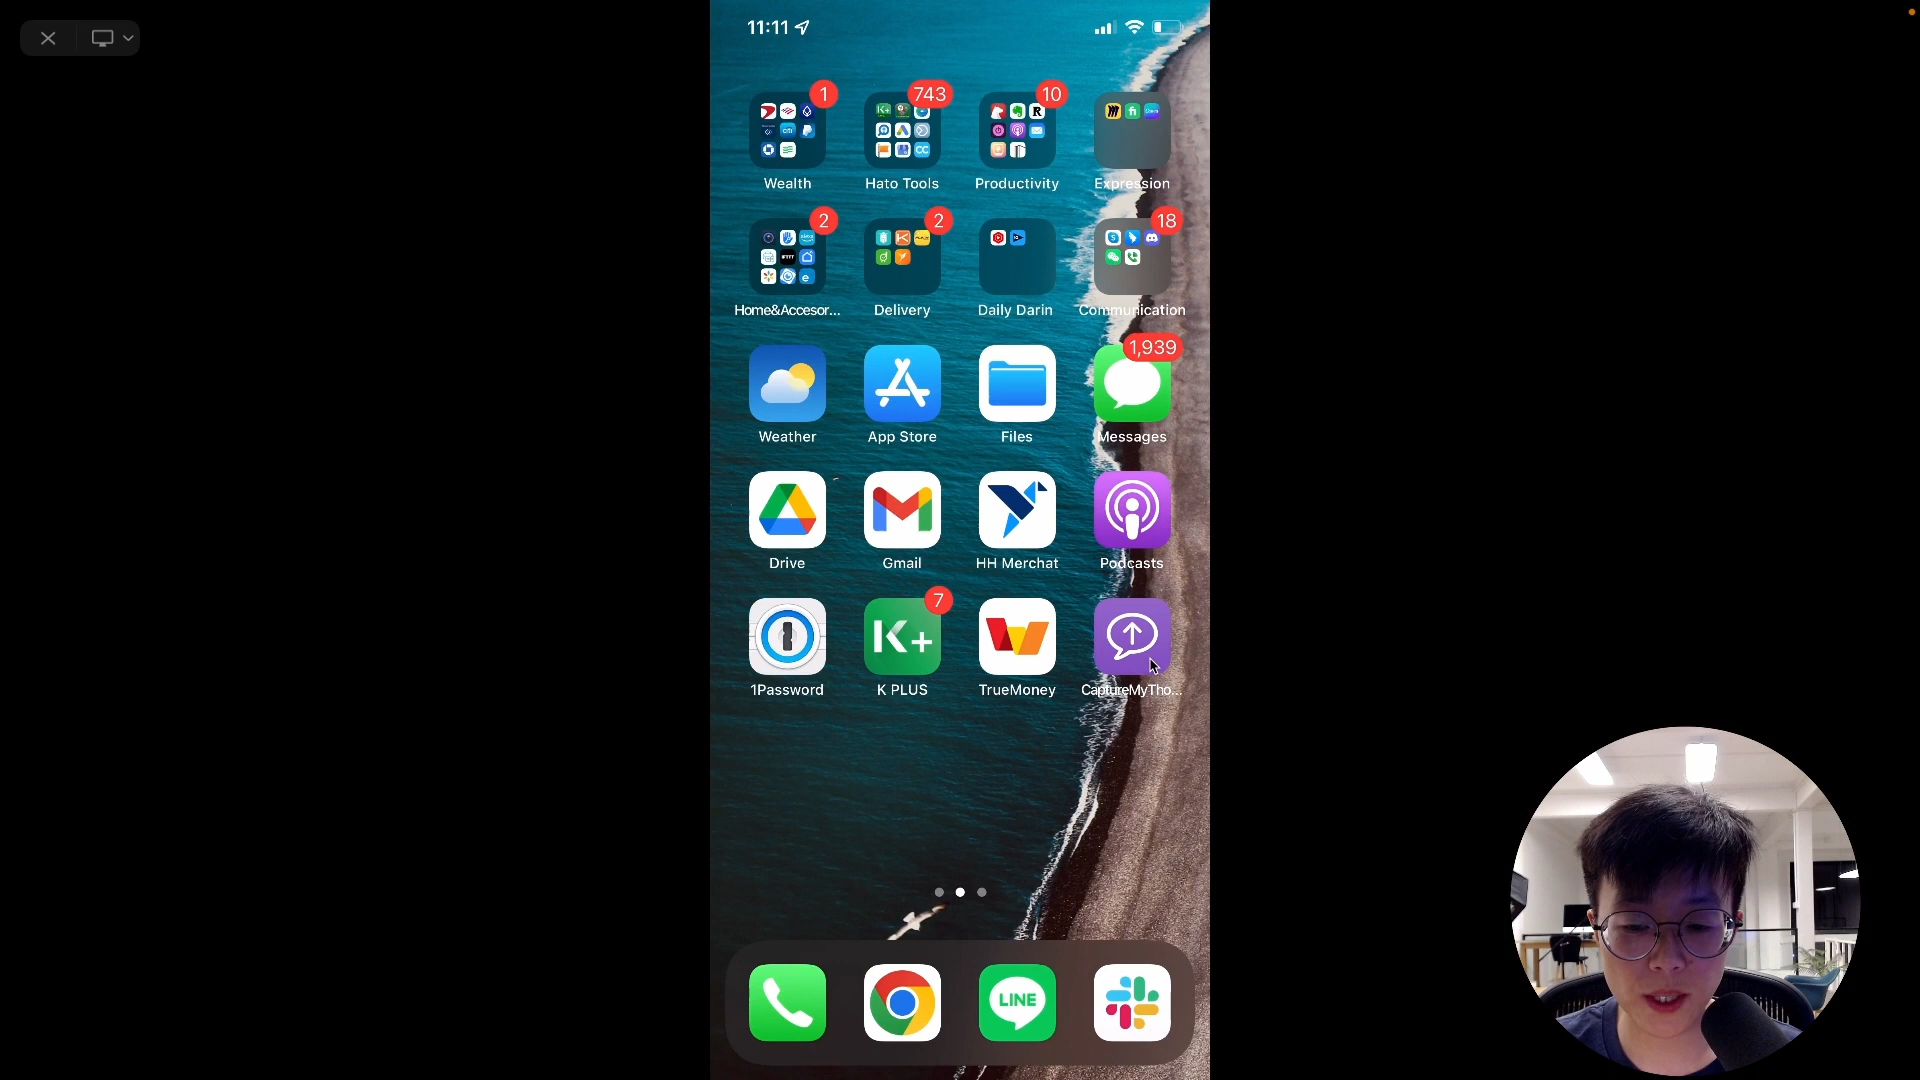 11:11
1
743
10
Wealth
Hato Tools
Productivity
Expression
2
2
18
Home&Accesor...
Delivery
Daily Darin
Communication
1,939
Weather
App Store
Files
Messages
Drive
Gmail
HH Merchat
Podcasts
7
K+
1Password
K PLUS
TrueMoney
CaptureMyTho...
LINE